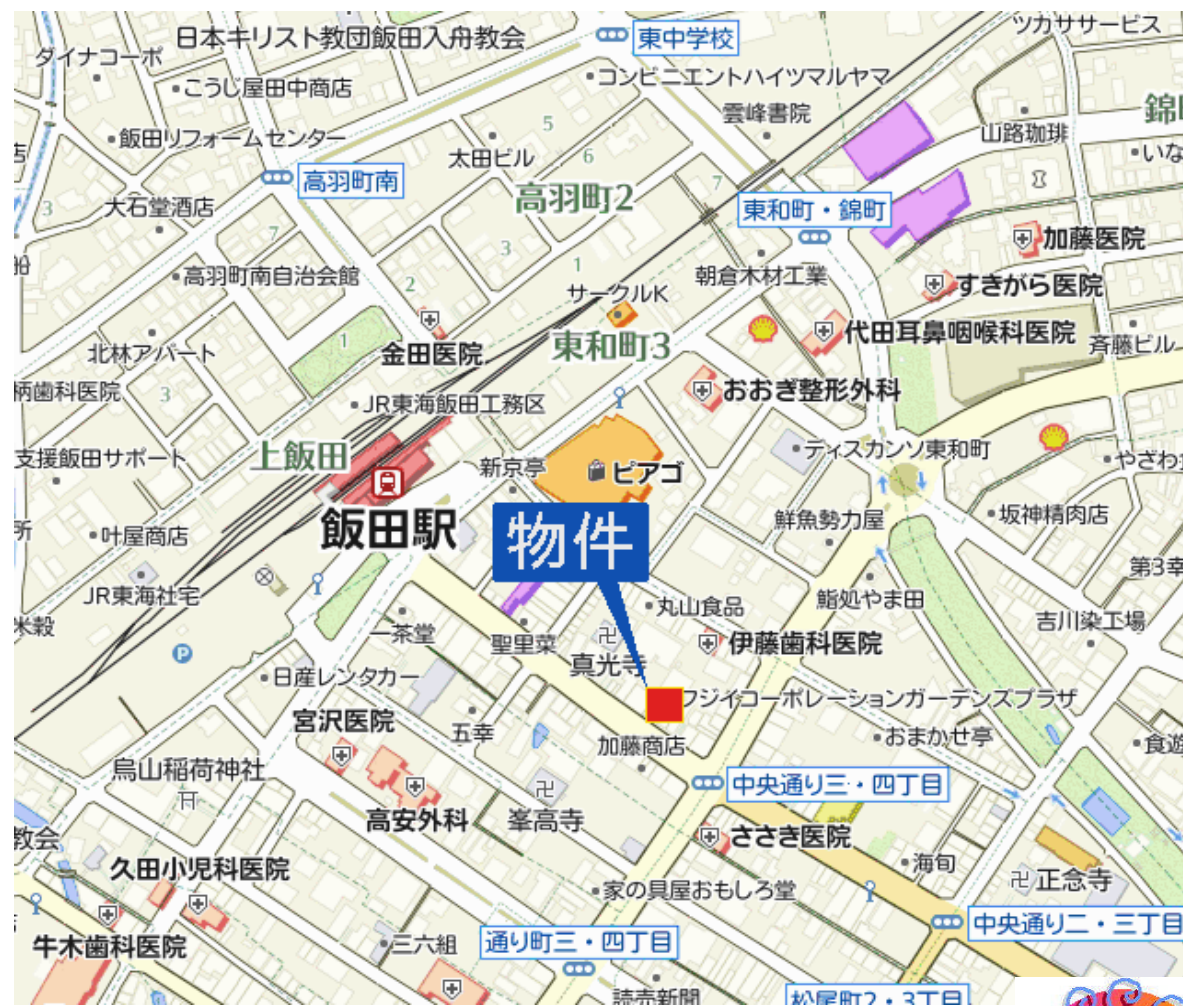 ツカササービス
日本キリスト教団飯田入舟教会
東中学校
ダイナコーポ
コンビニエントハイツマルヤマ
こうじ屋田中商店
雲峰書院
錦町
飯田リフォームセンター
5
山路珈琲
太田ビル
6
いな
高羽町南
7
高羽町2
3
大石堂酒店
東和町・錦町
7
3
加藤医院
1
高羽町南自治会館
朝倉木材工業
2
サークルK
すきがら医院
1
代田耳鼻咽喉科医院
北林アパート
金田医院
東和町3
斉藤ビル
柄歯科医院
3
おおぎ整形外科
JR東海飯田工務区
支援飯田サポート
上飯田
新京亭
ピアゴ
ディスカンソ東和町
やざわ
飯田駅
物件
鮮魚勢力屋
坂神精肉店
所
叶屋商店
第3幸
JR東海社宅
丸山食品
鮨処やま田
米穀
一茶堂
聖里菜
吉川染工場
P
真光寺
伊藤歯科医院
日産レンタカー
フジイコーポレーションガーデンズプラザ
宮沢医院
五幸
加藤商店
おまかせ亭
食遊
烏山稲荷神社
中央通り三・四丁目
高安外科
峯高寺
ささき医院
教会
久田小児科医院
海旬
正念寺
家の具屋おもしろ堂
中央通り二・三丁目
牛木歯科医院
三六組
通り町三・四丁目
読売新聞
松尾町2・3丁目